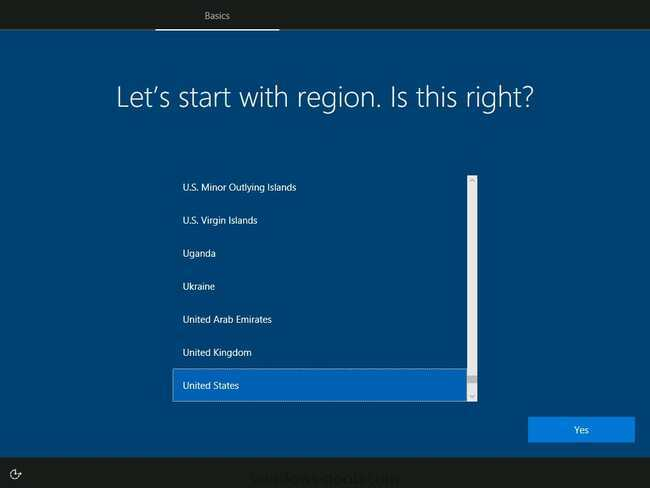 Basics
Let's start with region. Is this right?
U.S. Minor Outlying Islands
U.S. Virgin Islands
Uganda
Ukraine
United Arab Emirates
United Kingdom
United States
Yes